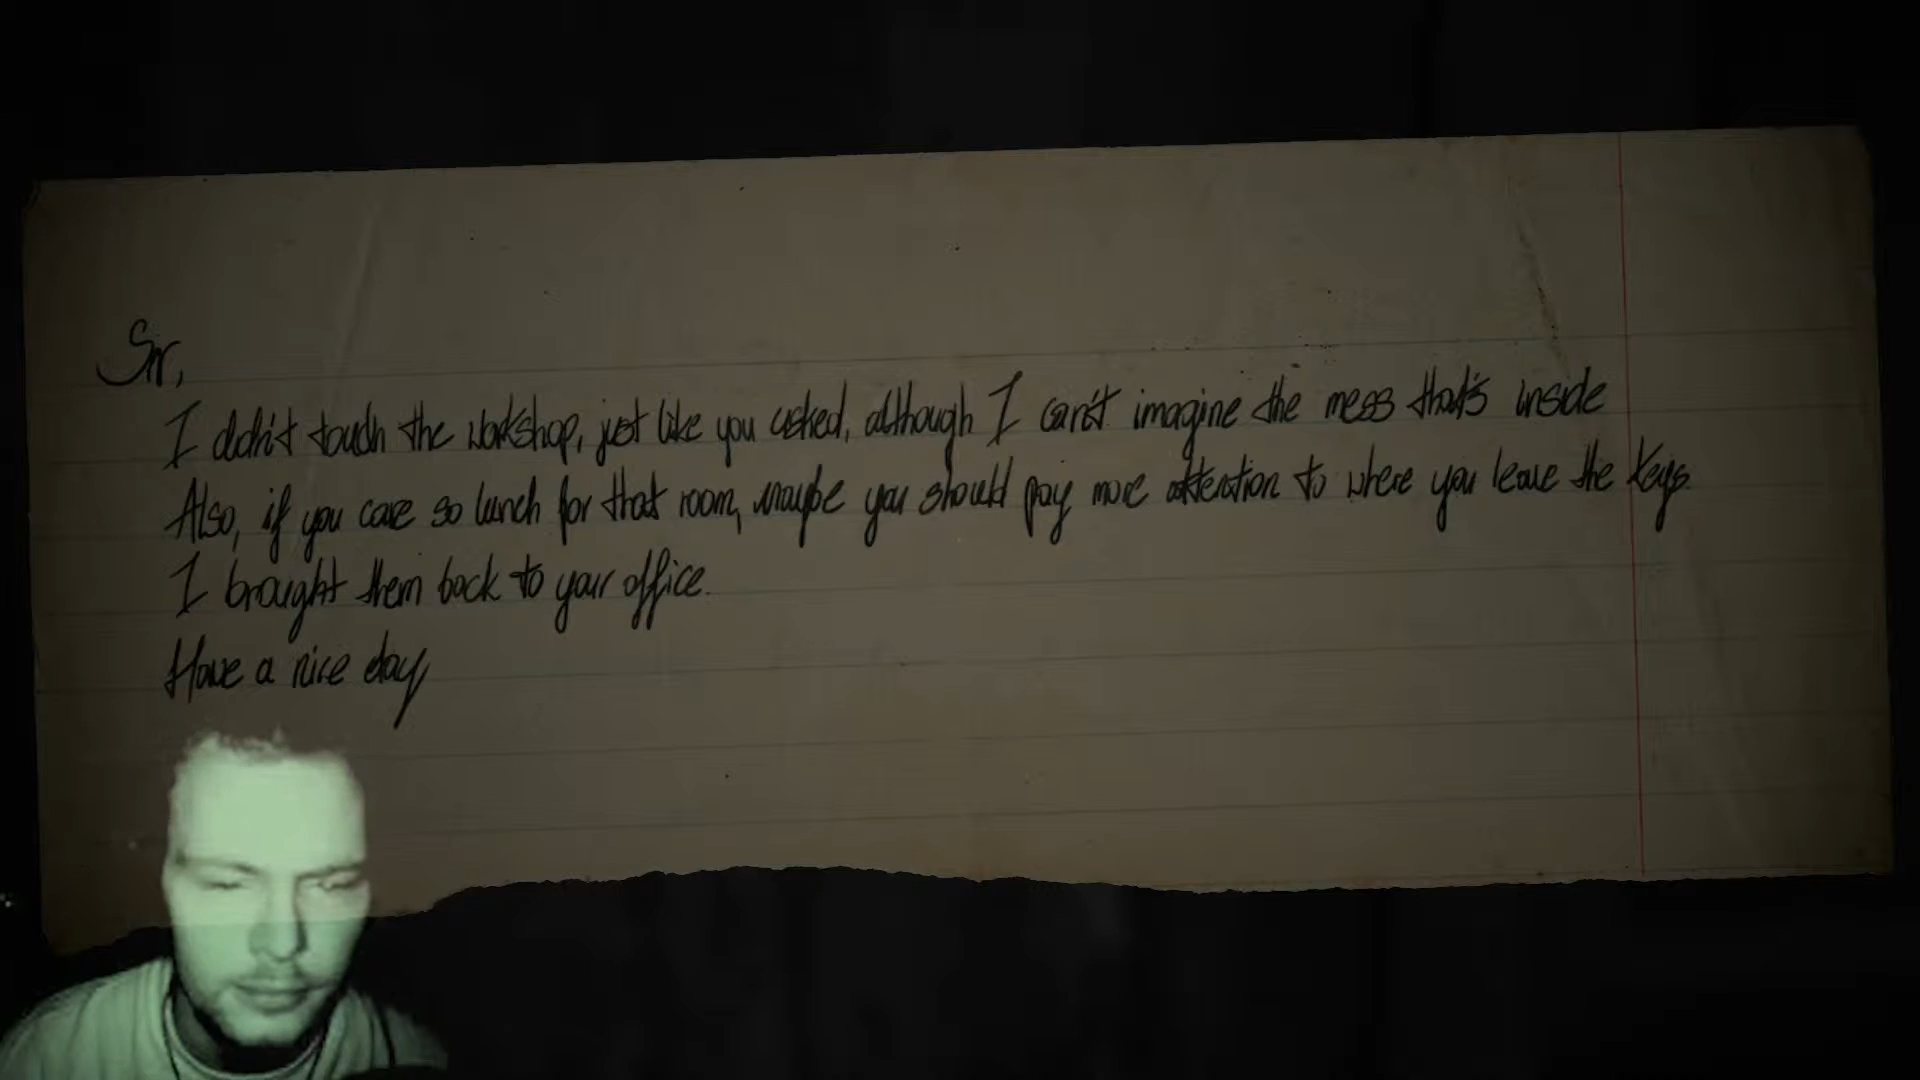 Sir,
I didn't touch the workshop, just like you asked, although I can't imagine the mess that's inside
Also, if you care so lunch for that room, maybe you should pay more attention to where you leave the keys.
I brought them back to your office.
Have a nice day